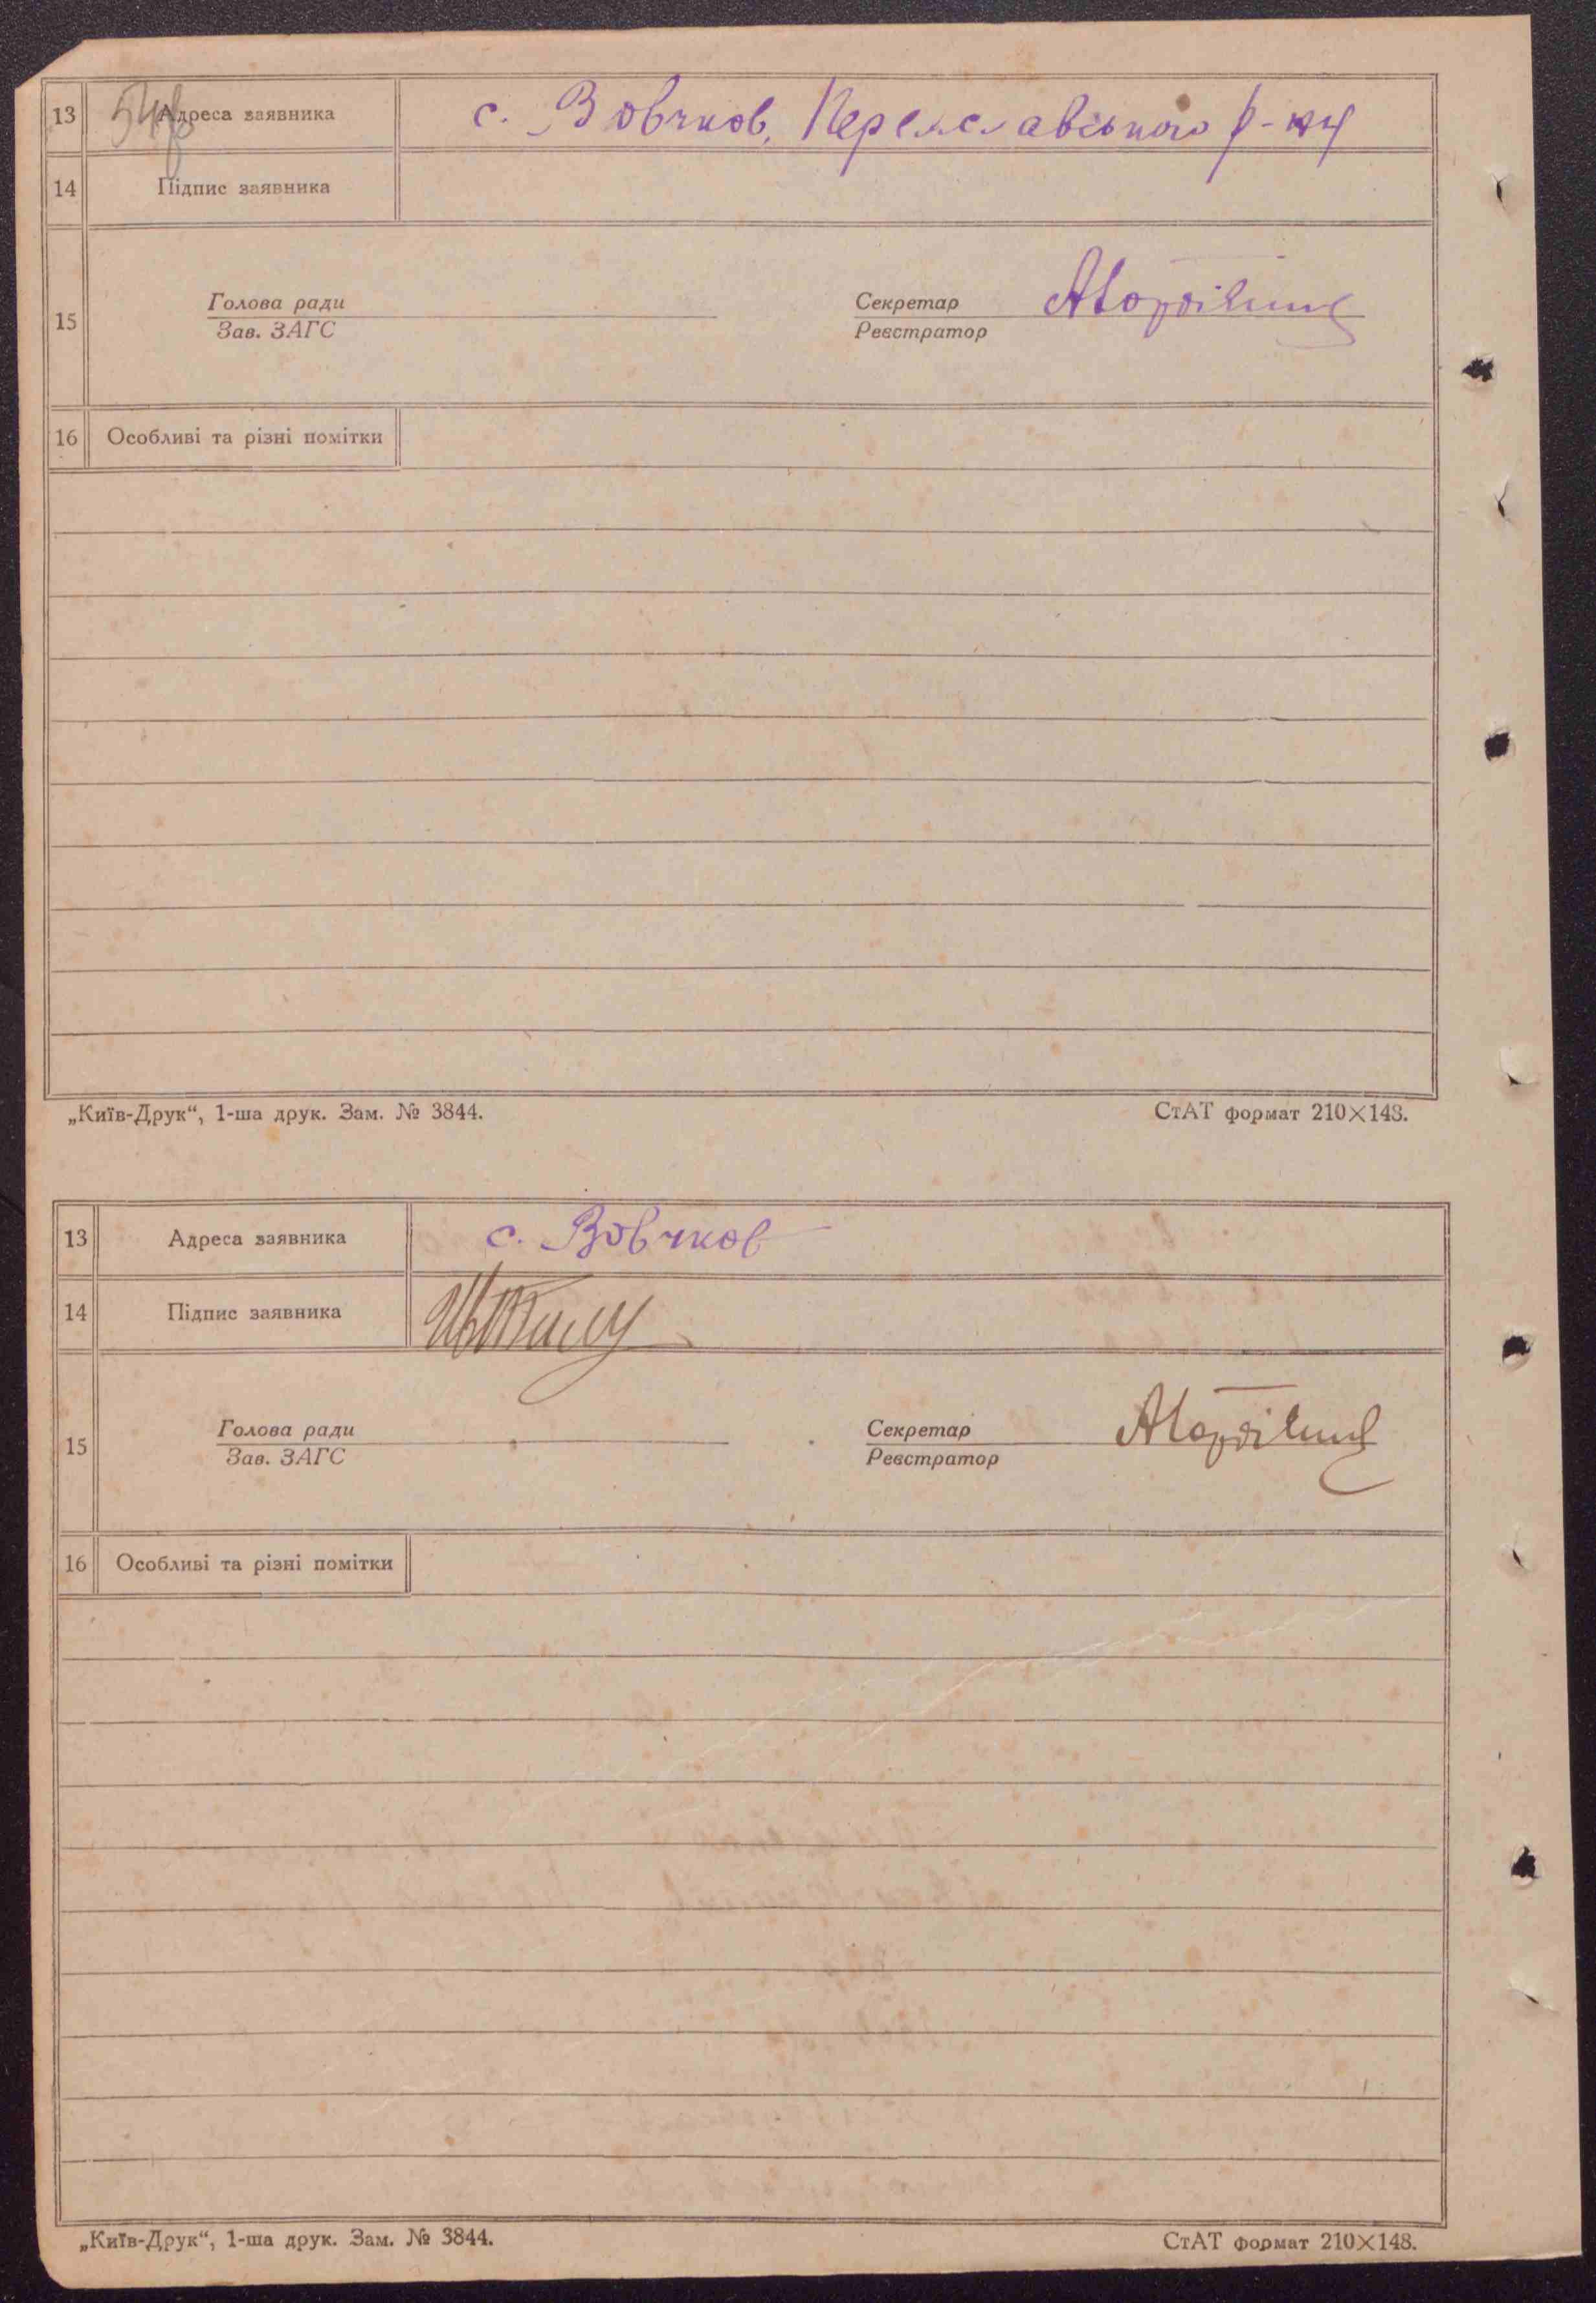 13 Адреса заявника с. Вовчков, Переяславського р-ну
14 Підпис заявника
15 Голова ради Секретар
Зав. ЗАГС Реєстратор
16 Особливі та різні помітки
„Київ-Друк“, 1-ша друк. Зам. № 3844. СтАТ формат 210×148.
13 Адреса заявника с. Вовчков
14 Підпис заявника
15 Голова ради Секретар
Зав. ЗАГС Реєстратор
16 Особливі та різні помітки
„Київ-Друк“, 1-ша друк. Зам. № 3844. СтАТ формат 210×148.